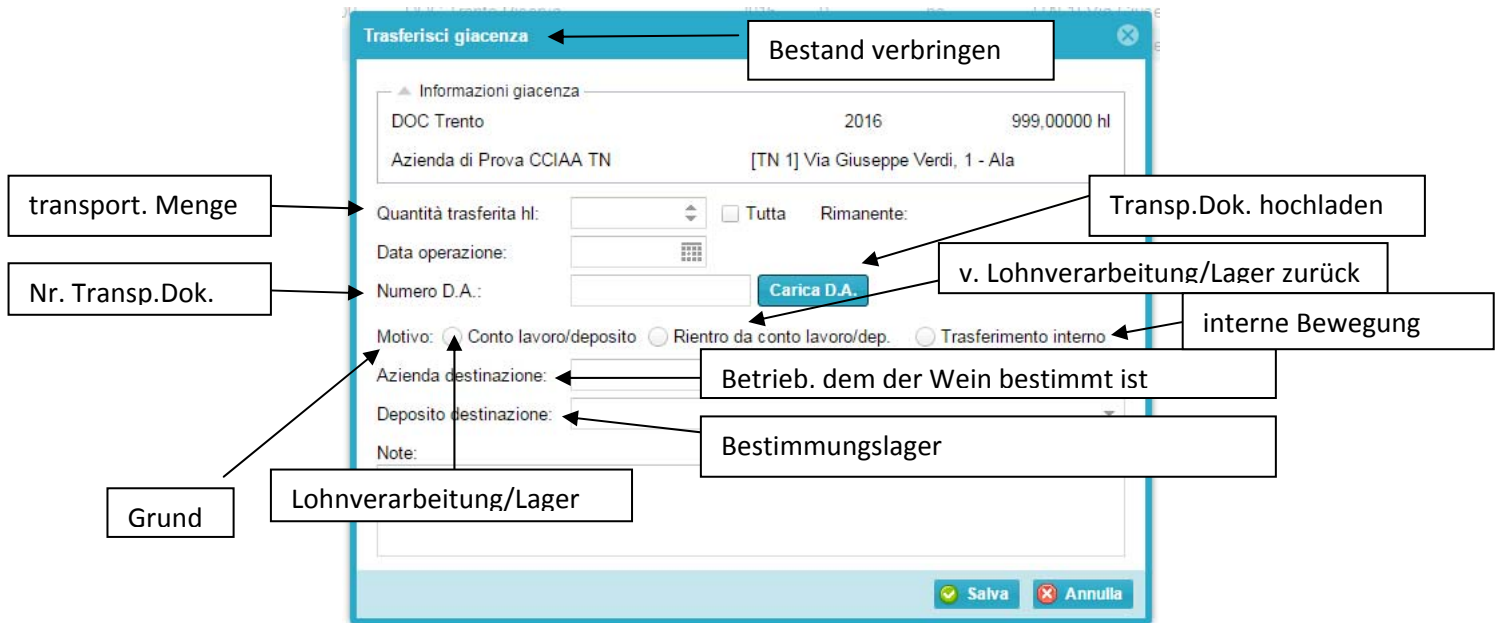 Trasferisci giacenza
Bestand verbringen
Informazioni giacenza
DOC Trento 2016 999,00000 hl
Azienda di Prova CCIAA TN [TN 1] Via Giuseppe Verdi, 1 - Ala
transport. Menge
Quantità trasferita hl: Tutta Rimanente:
Transp.Dok. hochladen
Data operazione:
v. Lohnverarbeitung/Lager zurück
Nr. Transp.Dok.
Numero D.A.: Carica D.A.
interne Bewegung
Motivo: Conto lavoro/deposito Rientro da conto lavoro/dep. Trasferimento interno
Azienda destinazione:
Betrieb. dem der Wein bestimmt ist
Deposito destinazione:
Bestimmungslager
Note:
Lohnverarbeitung/Lager
Grund
Salva Annulla